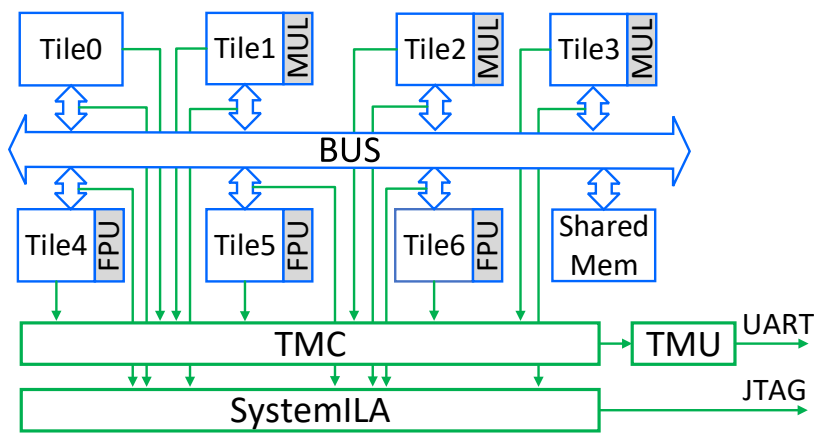 Tile0
Tile1
MUL
Tile2
MUL
Tile3
MUL
BUS
Tile4
FPU
Tile5
FPU
Tile6
FPU
Shared
Mem
TMC
TMU
UART
SystemILA
JTAG